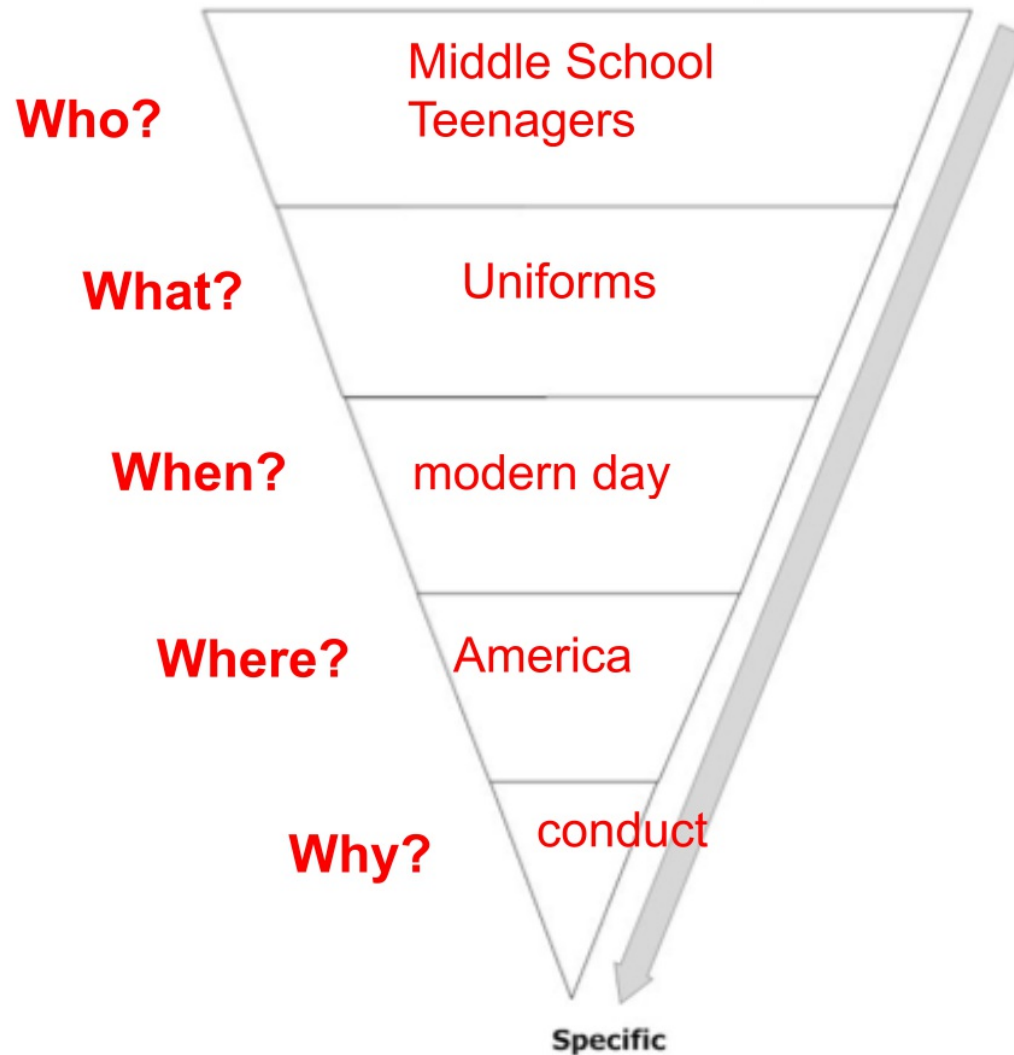 Who?
Middle School
Teenagers
What?
Uniforms
When?
modern day
Where?
America
Why?
conduct
Specific